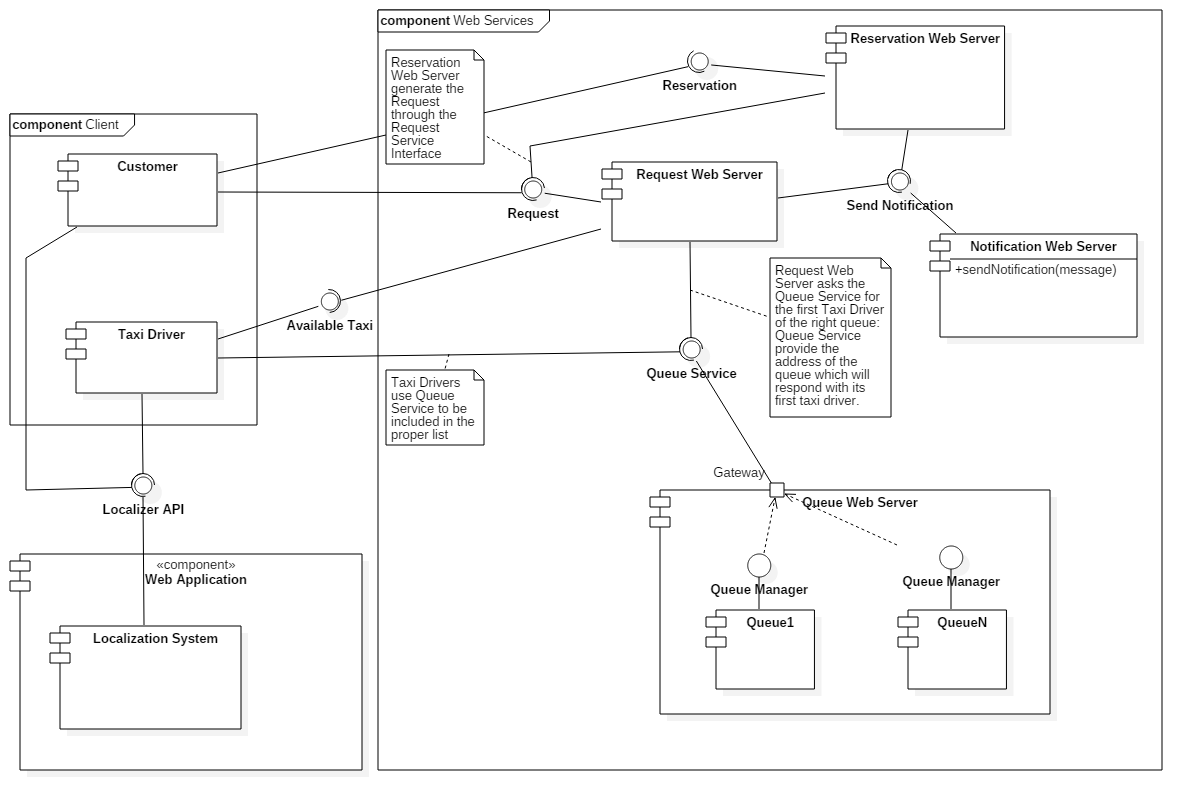 component Web Services
Reservation Web Server
Reservation
Web Server
generate the
Request
through the
Request
Service
Interface
Reservation
component Client
Customer
Request Web Server
Request
Send Notification
Notification Web Server
+sendNotification(message)
Request Web
Server asks the
Queue Service for
the first Taxi Driver
of the right queue:
Queue Service
provide the
address of the
queue which will
respond with its
first taxi driver.
Available Taxi
Taxi Driver
Queue Service
Taxi Drivers
use Queue
Service to be
included in the
proper list
Gateway
Queue Web Server
Localizer API
«component»
Web Application
Localization System
Queue Manager
Queue Manager
Queue1
QueueN